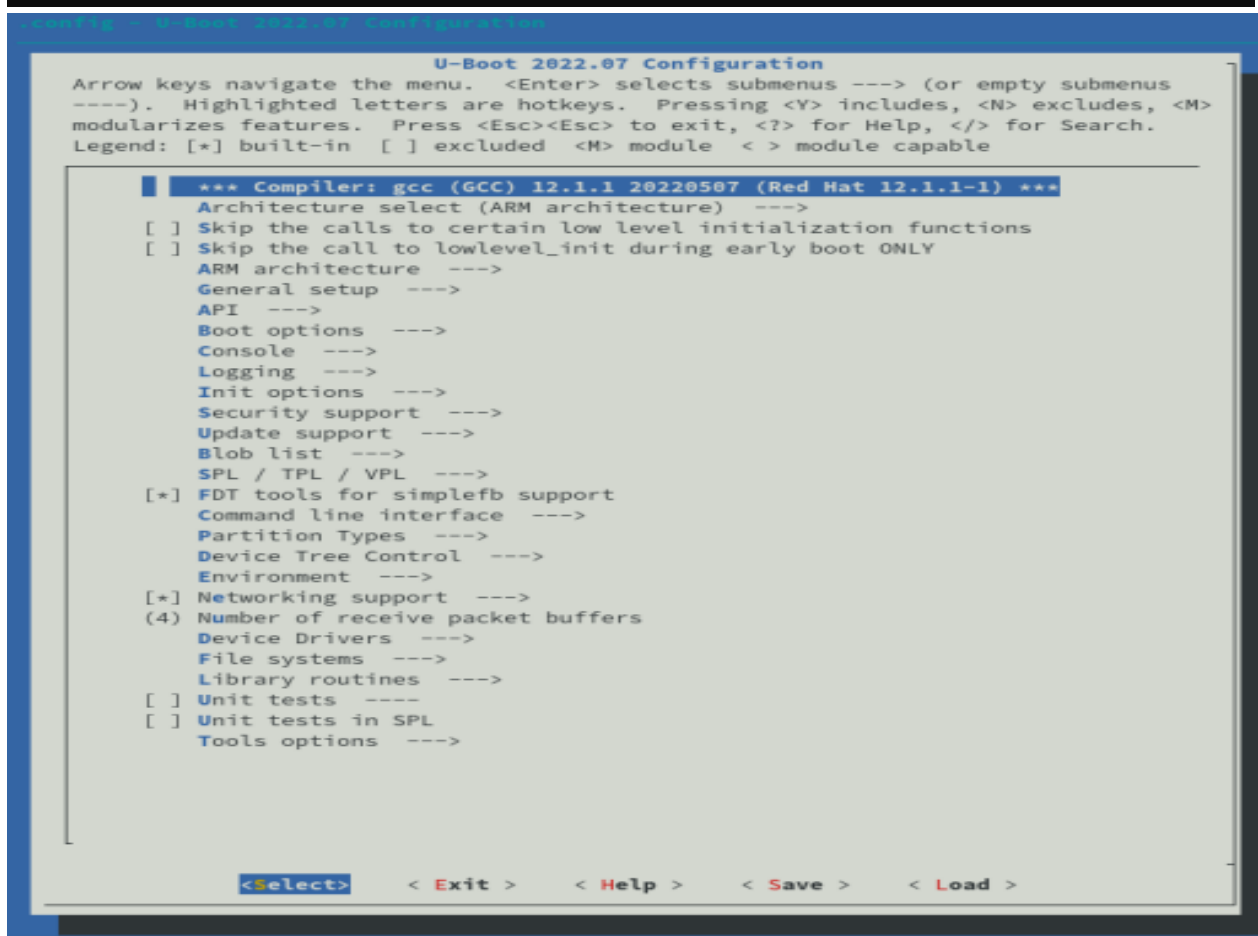 .config - U-Boot 2022.07 Configuration
U-Boot 2022.07 Configuration
Arrow keys navigate the menu.  <Enter> selects submenus ---> (or empty submenus
----).  Highlighted letters are hotkeys.  Pressing <Y> includes, <N> excludes, <M>
modularizes features.  Press <Esc><Esc> to exit, <?> for Help, </> for Search.
Legend: [*] built-in  [ ] excluded  <M> module  < > module capable
*** Compiler: gcc (GCC) 12.1.1 20220507 (Red Hat 12.1.1-1) ***
Architecture select (ARM architecture)  --->
[ ] Skip the calls to certain low level initialization functions
[ ] Skip the call to lowlevel_init during early boot ONLY
ARM architecture  --->
General setup  --->
API  --->
Boot options  --->
Console  --->
Logging  --->
Init options  --->
Security support  --->
Update support  --->
Blob list  --->
SPL / TPL / VPL  --->
[*] FDT tools for simplefb support
Command line interface  --->
Partition Types  --->
Device Tree Control  --->
Environment  --->
[*] Networking support  --->
(4) Number of receive packet buffers
Device Drivers  --->
File systems  --->
Library routines  --->
[ ] Unit tests  ----
[ ] Unit tests in SPL
Tools options  --->
<Select>    < Exit >    < Help >    < Save >    < Load >